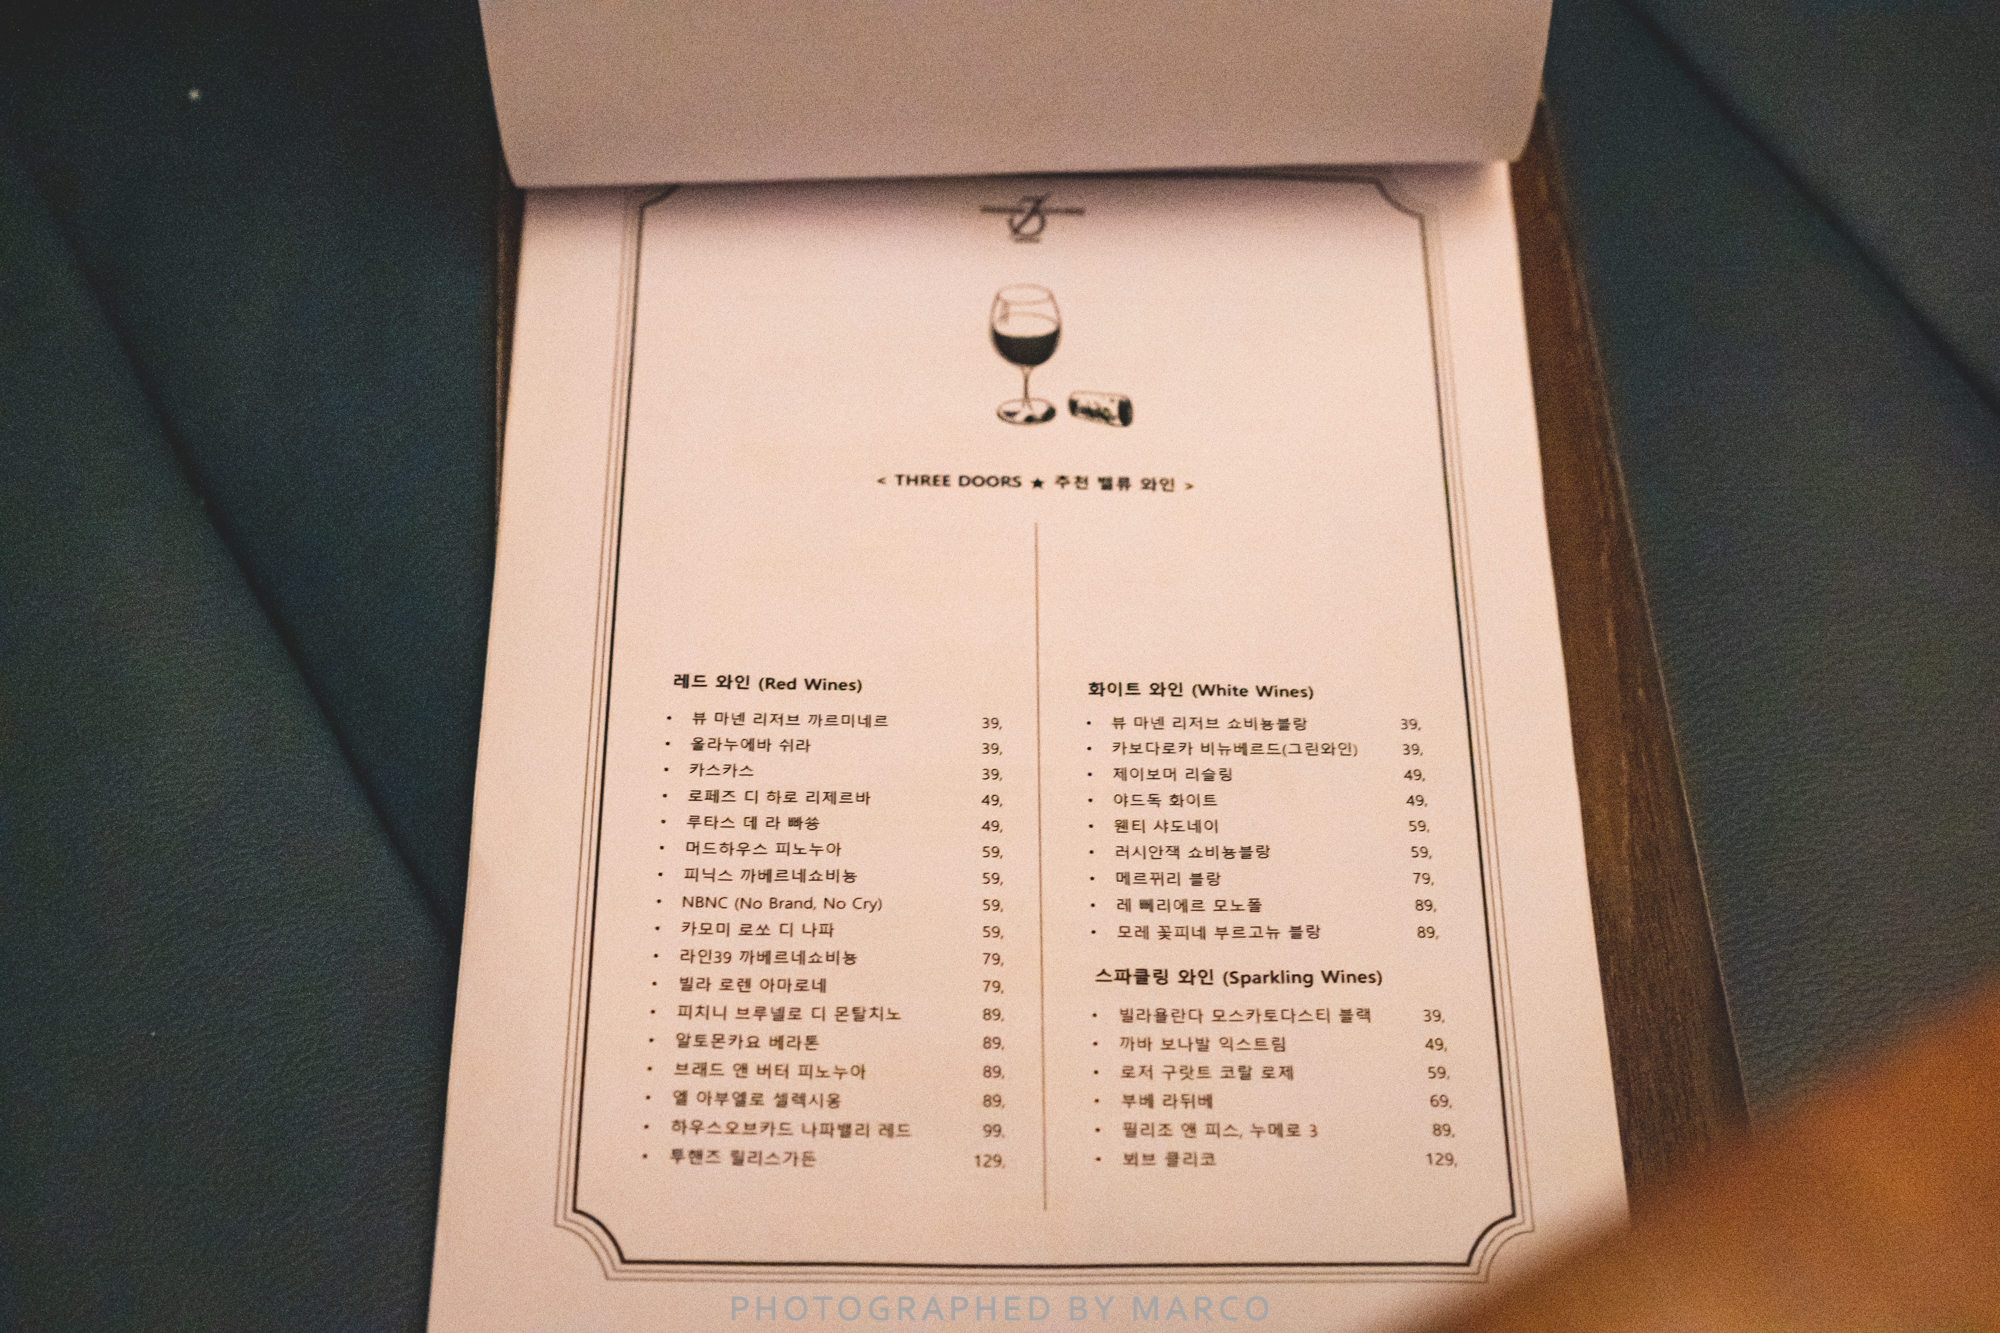 < THREE DOORS ★ 추천 밸류 와인 >
레드 와인 (Red Wines)
• 뷰 마넨 리저브 까르미네르 39,
• 올라누에바 쉬라 39,
• 카스카스 39,
• 로페즈 디 하로 리제르바 49,
• 루타스 데 라 빠쏭 49,
• 머드하우스 피노누아 59,
• 피닉스 까베르네쇼비뇽 59,
• NBNC (No Brand, No Cry) 59,
• 카모미 로쏘 디 나파 59,
• 라인39 까베르네쇼비뇽 79,
• 빌라 로렌 아마로네 79,
• 피치니 브루넬로 디 몬탈치노 89,
• 알토몬카요 베라톤 89,
• 브래드 앤 버터 피노누아 89,
• 엘 아부엘로 셀렉시옹 89,
• 하우스오브카드 나파밸리 레드 99,
• 투핸즈 릴리스가든 129,
화이트 와인 (White Wines)
• 뷰 마넨 리저브 쇼비뇽블랑 39,
• 카보다로카 비뉴베르드(그린와인) 39,
• 제이보머 리슬링 49,
• 야드독 화이트 49,
• 웬티 샤도네이 59,
• 러시안잭 쇼비뇽블랑 59,
• 메르퀴리 블랑 79,
• 레 뻬리에르 모노폴 89,
• 모레 꽃피네 부르고뉴 블랑 89,
스파클링 와인 (Sparkling Wines)
• 빌라욜란다 모스카토다스티 블랙 39,
• 까바 보나발 익스트림 49,
• 로저 구랏트 코랄 로제 59,
• 부베 라뒤베 69,
• 필리조 앤 피스, 누메로 3 89,
• 뵈브 클리코 129,
PHOTOGRAPHED BY MARCO